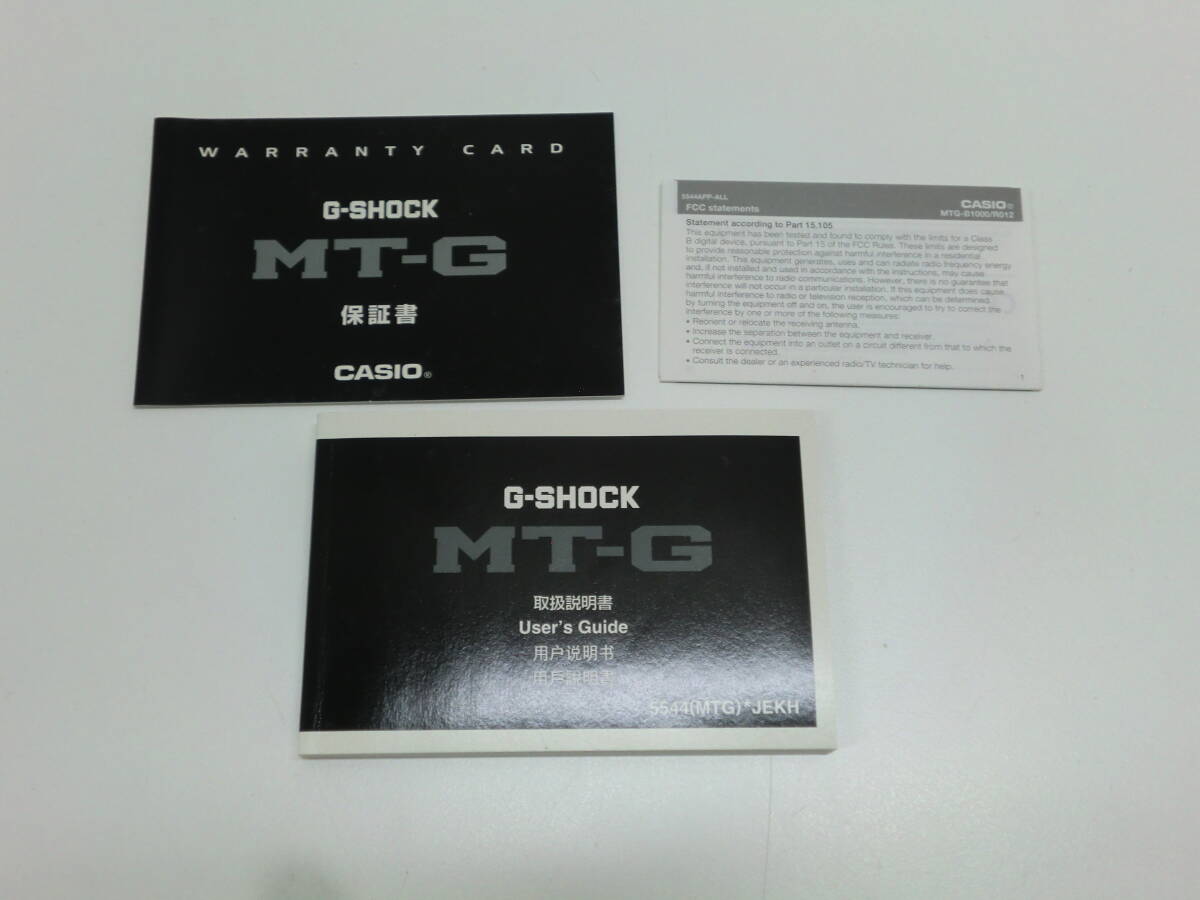 WARRANTY CARD
G-SHOCK
MT-G
保証書
CASIO®
5544APP-ALL
FCC statements
CASIO®
MTG-B1000/R012
Statement according to Part 15.105
This equipment has been tested and found to comply with the limits for a Class
B digital device, pursuant to Part 15 of the FCC Rules. These limits are designed
to provide reasonable protection against harmful interference in a residential
installation. This equipment generates, uses and can radiate radio frequency energy
and, if not installed and used in accordance with the instructions, may cause
harmful interference to radio communications. However, there is no guarantee that
interference will not occur in a particular installation. If this equipment does cause
harmful interference to radio or television reception, which can be determined
by turning the equipment off and on, the user is encouraged to try to correct the
interference by one or more of the following measures:
• Reorient or relocate the receiving antenna.
• Increase the separation between the equipment and receiver.
• Connect the equipment into an outlet on a circuit different from that to which the
receiver is connected.
• Consult the dealer or an experienced radio/TV technician for help.
1
G-SHOCK
MT-G
取扱説明書
User's Guide
用户说明书
用戶說明書
5544(MTG)*JEKH